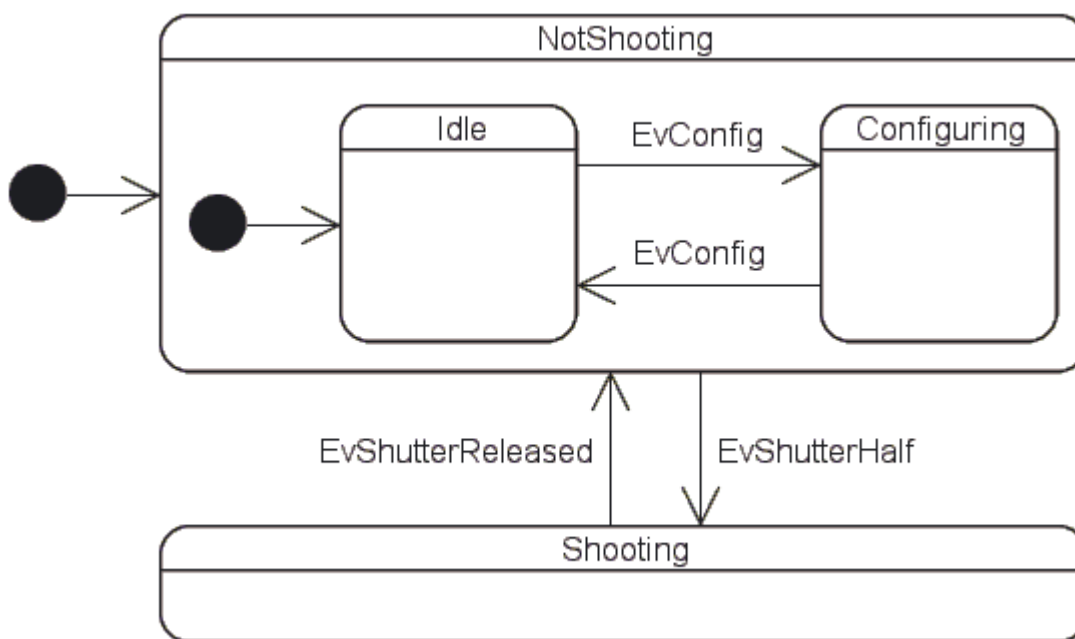 NotShooting
Idle
EvConfig
Configuring
EvConfig
EvShutterReleased
EvShutterHalf
Shooting